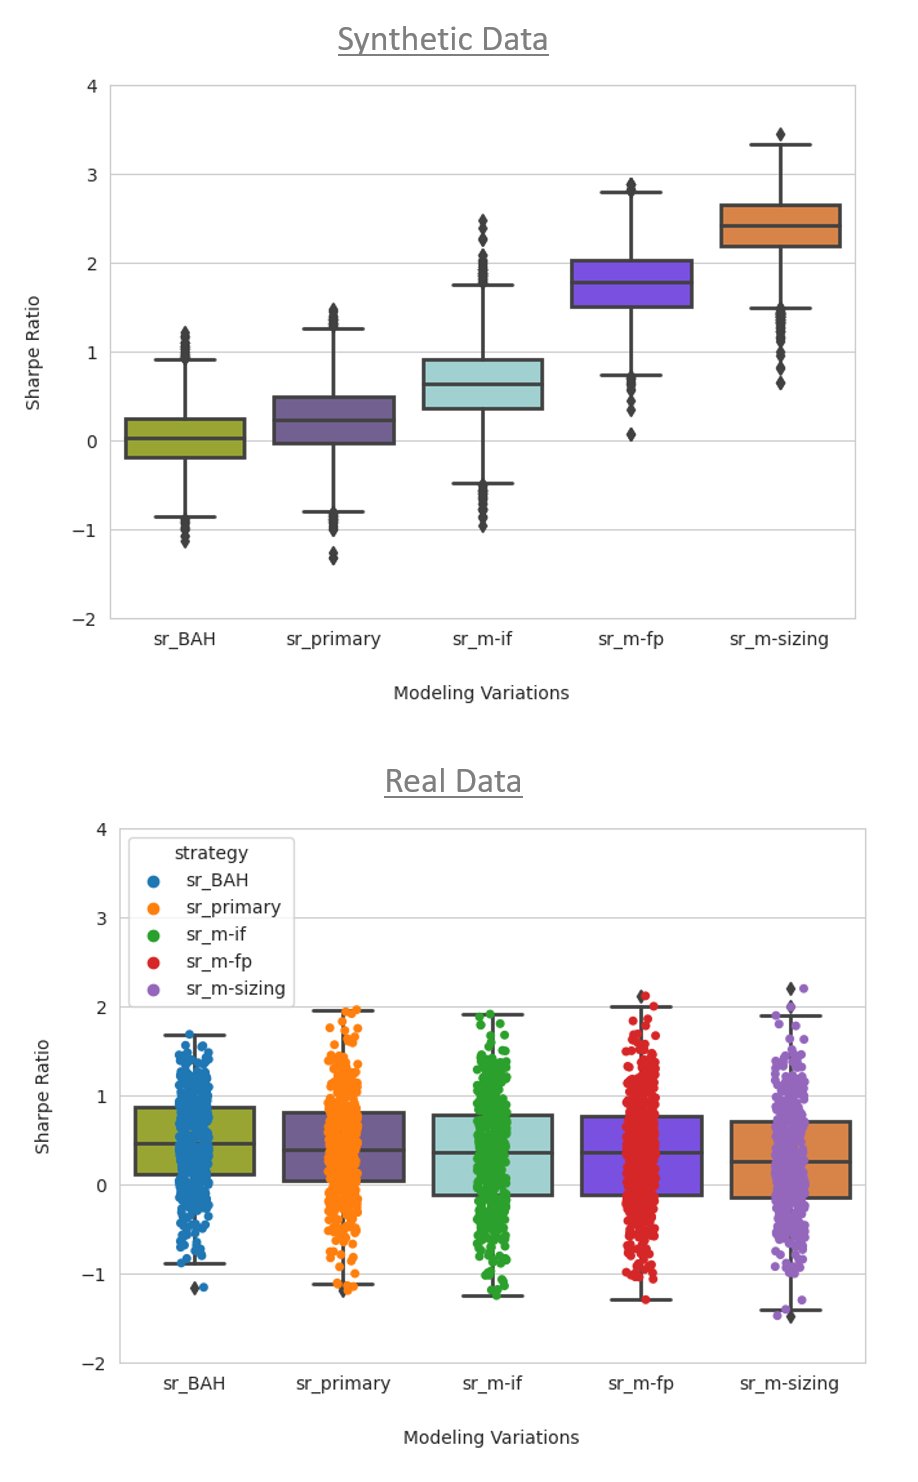 Synthetic Data
4
3
2
1
0
−1
−2
Sharpe Ratio
sr_BAH sr_primary sr_m-if sr_m-fp sr_m-sizing
Modeling Variations
Real Data
4
3
2
1
0
−1
−2
Sharpe Ratio
strategy
sr_BAH
sr_primary
sr_m-if
sr_m-fp
sr_m-sizing
sr_BAH sr_primary sr_m-if sr_m-fp sr_m-sizing
Modeling Variations